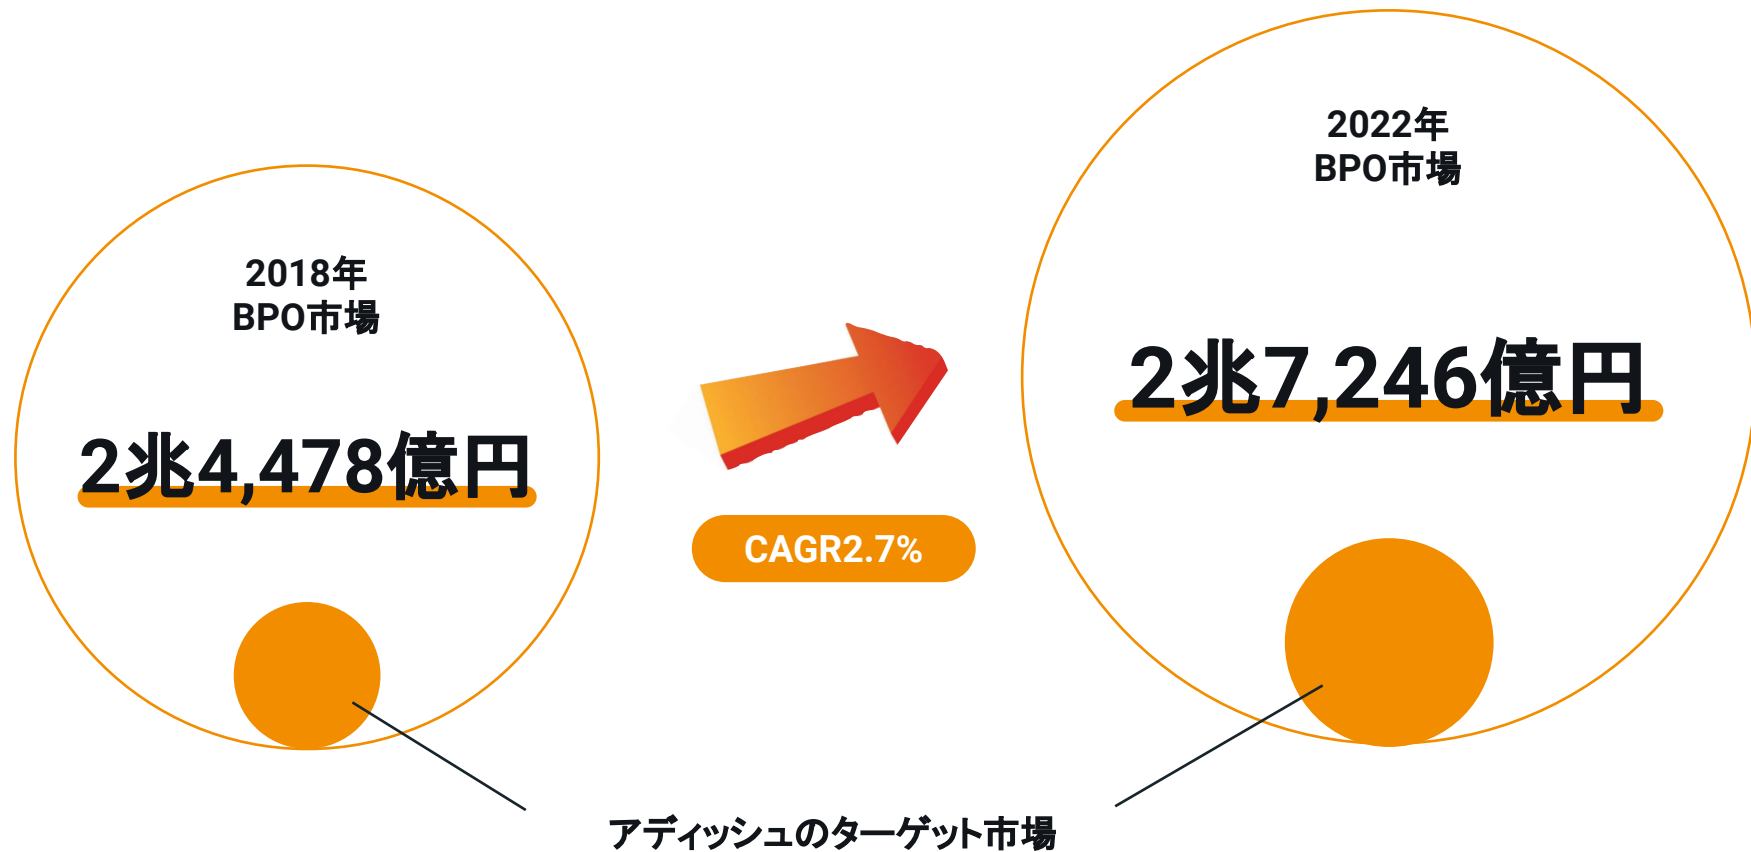 2018年
BPO市場
2兆4,478億円
CAGR2.7%
2022年
BPO市場
2兆7,246億円
アディッシュのターゲット市場